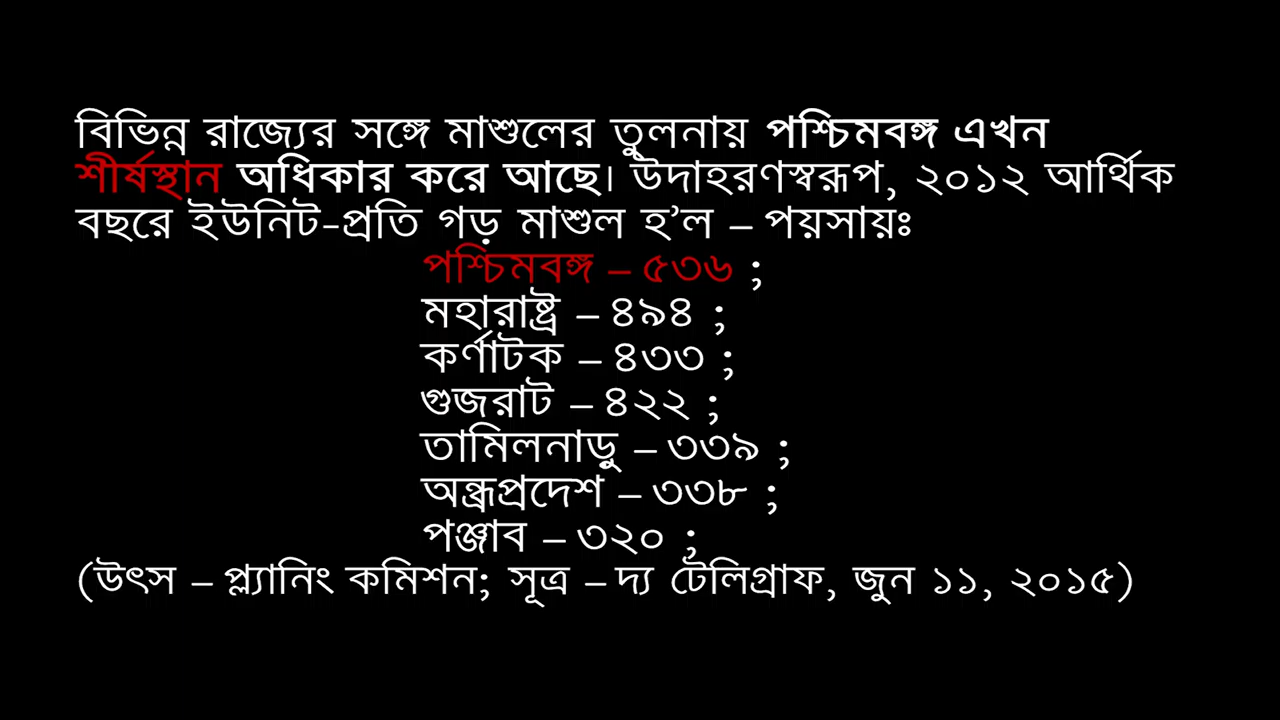 বিভিন্ন রাজ্যের সঙ্গে মাশুলের তুলনায় পশ্চিমবঙ্গ এখন
শীর্ষস্থান অধিকার করে আছে। উদাহরণস্বরূপ, ২০১২ আর্থিক
বছরে ইউনিট-প্রতি গড় মাশুল হ’ল – পয়সায়ঃ
পশ্চিমবঙ্গ – ৫৩৬ ;
মহারাষ্ট্র – ৪৯৪ ;
কর্ণাটক – ৪৩৩ ;
গুজরাট – ৪২২ ;
তামিলনাড়ু – ৩৩৯ ;
অন্ধ্রপ্রদেশ – ৩৩৮ ;
পঞ্জাব – ৩২০ ;
(উৎস – প্ল্যানিং কমিশন; সূত্র – দ্য টেলিগ্রাফ, জুন ১১, ২০১৫)